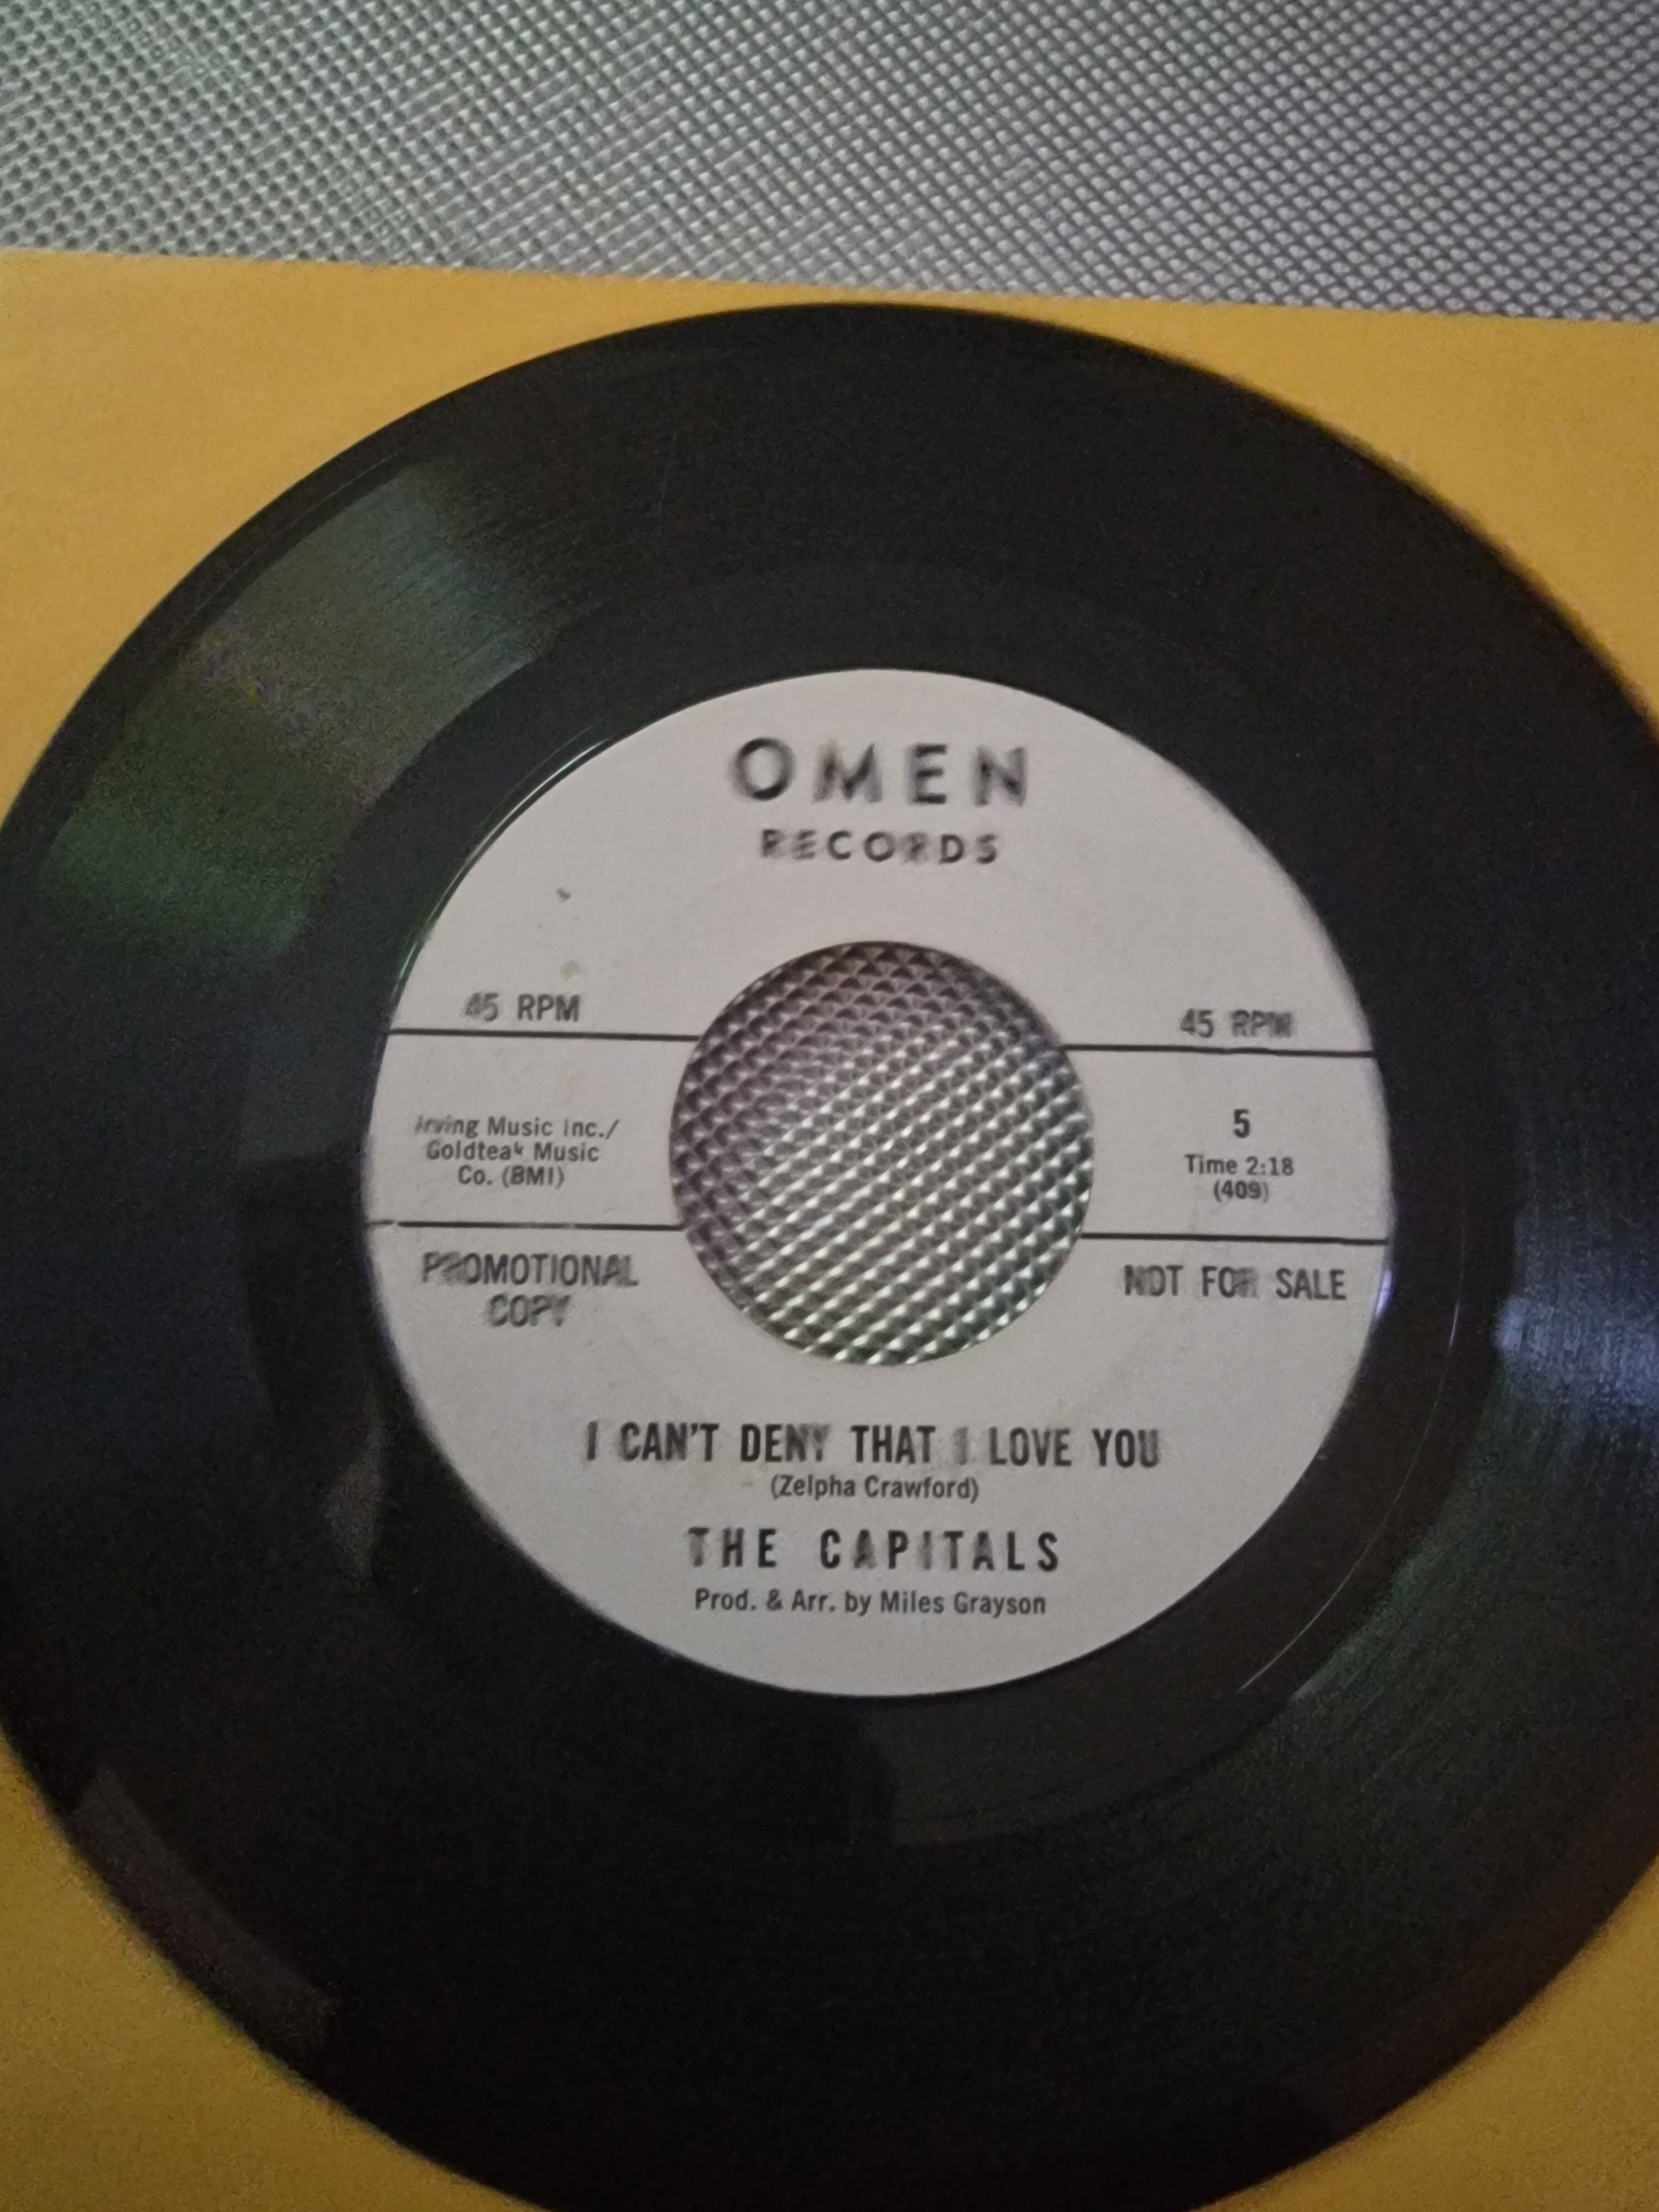 OMEN
RECORDS
45 RPM
45 RPM
Irving Music Inc./
Goldteak Music
Co. (BMI)
5
Time 2:18
(409)
PROMOTIONAL
COPY
NOT FOR SALE
I CAN'T DENY THAT I LOVE YOU
(Zelpha Crawford)
THE CAPITALS
Prod. & Arr. by Miles Grayson